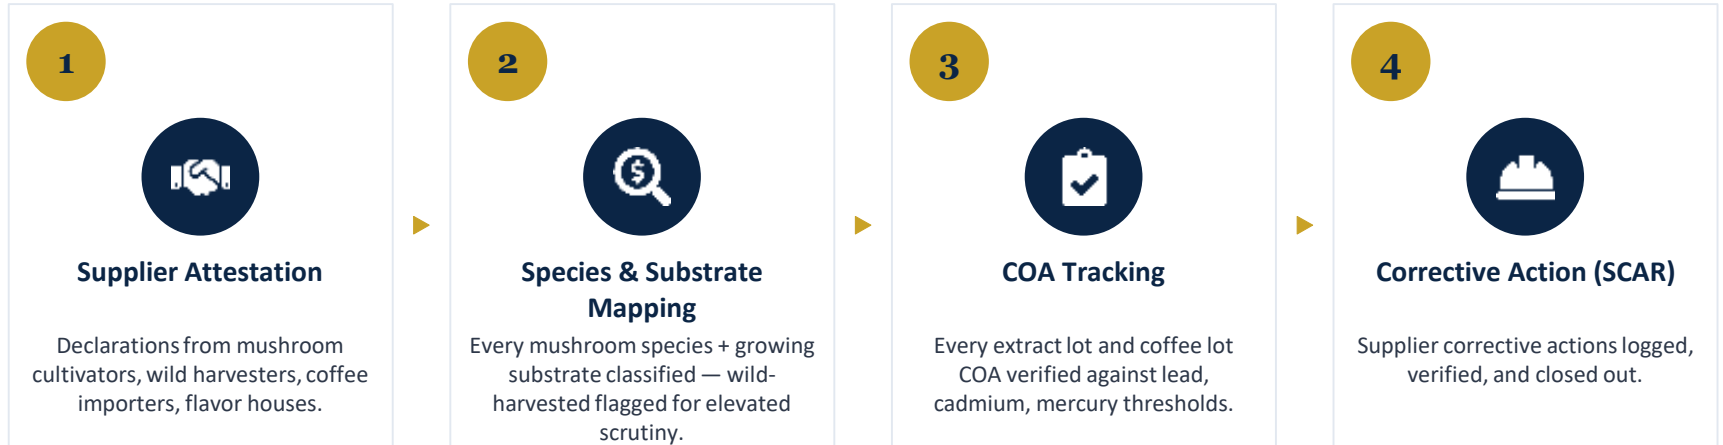 1
Supplier Attestation
Declarations from mushroom
cultivators, wild harvesters, coffee
importers, flavor houses.
2
$
Species & Substrate
Mapping
Every mushroom species + growing
substrate classified — wild-
harvested flagged for elevated
scrutiny.
3
COA Tracking
Every extract lot and coffee lot
COA verified against lead,
cadmium, mercury thresholds.
4
Corrective Action (SCAR)
Supplier corrective actions logged,
verified, and closed out.